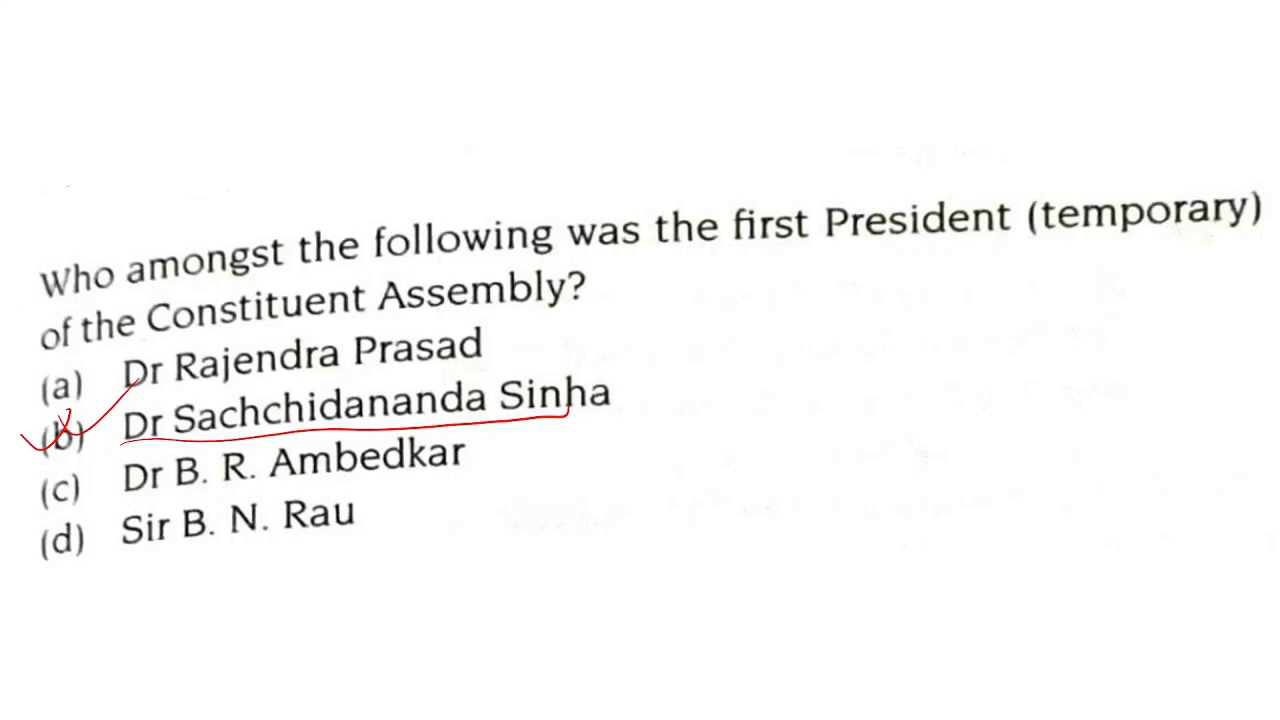 Who amongst the following was the first President (temporary)
of the Constituent Assembly?
(a) Dr Rajendra Prasad
(b) Dr Sachchidananda Sinha
(c) Dr B. R. Ambedkar
(d) Sir B. N. Rau